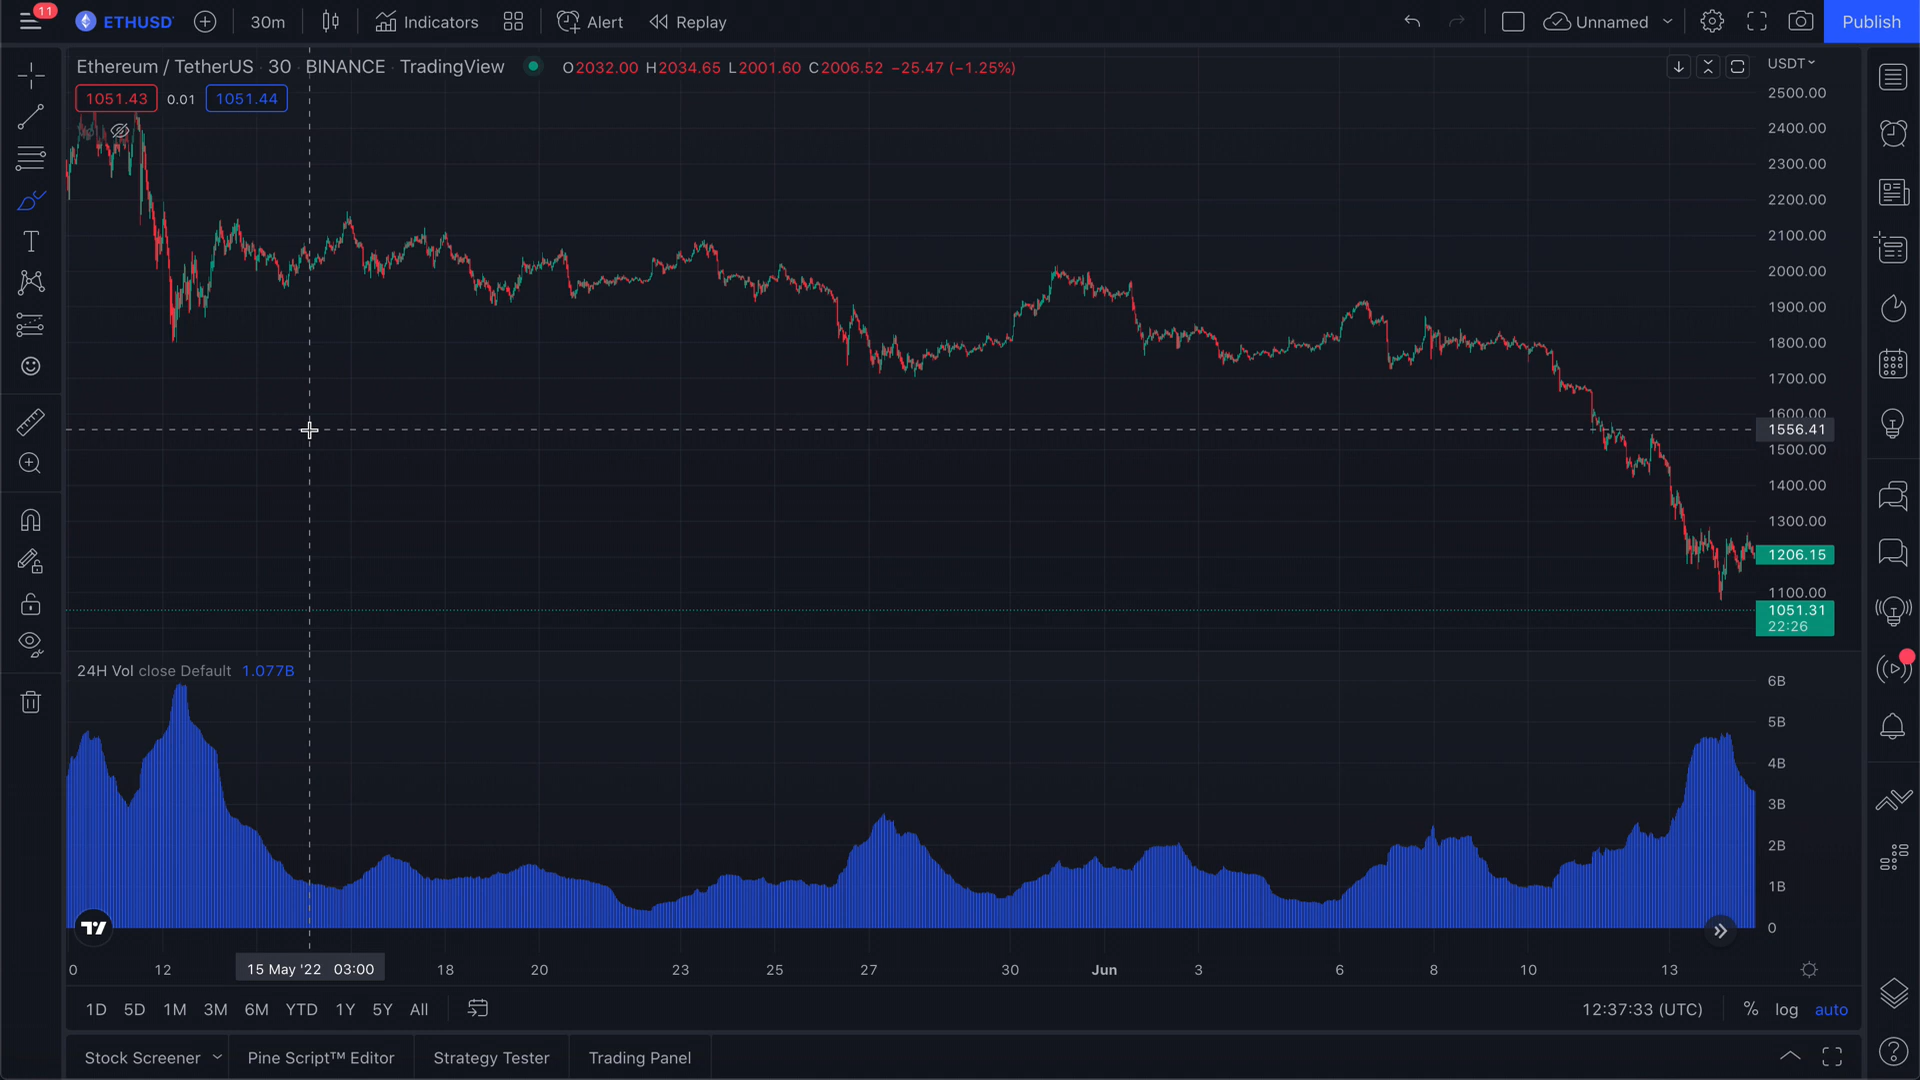 11
ETHUSD
30m
Indicators
Alert
Replay
Unnamed
Publish
Ethereum / TetherUS · 30 · BINANCE · TradingView
O2032.00 H2034.65 L2001.60 C2006.52 −25.47 (−1.25%)
USDT
1051.43
0.01
1051.44
2500.00
2400.00
2300.00
2200.00
2100.00
2000.00
1900.00
1800.00
1700.00
1600.00
1556.41
1500.00
1400.00
1300.00
1206.15
1100.00
1051.31
22:26
24H Vol close Default 1.077B
6B
5B
4B
3B
2B
1B
0
0
12
15 May '22 03:00
18
20
23
25
27
30
Jun
3
6
8
10
13
1D
5D
1M
3M
6M
YTD
1Y
5Y
All
12:37:33 (UTC)
%
log
auto
Stock Screener
Pine Script™ Editor
Strategy Tester
Trading Panel